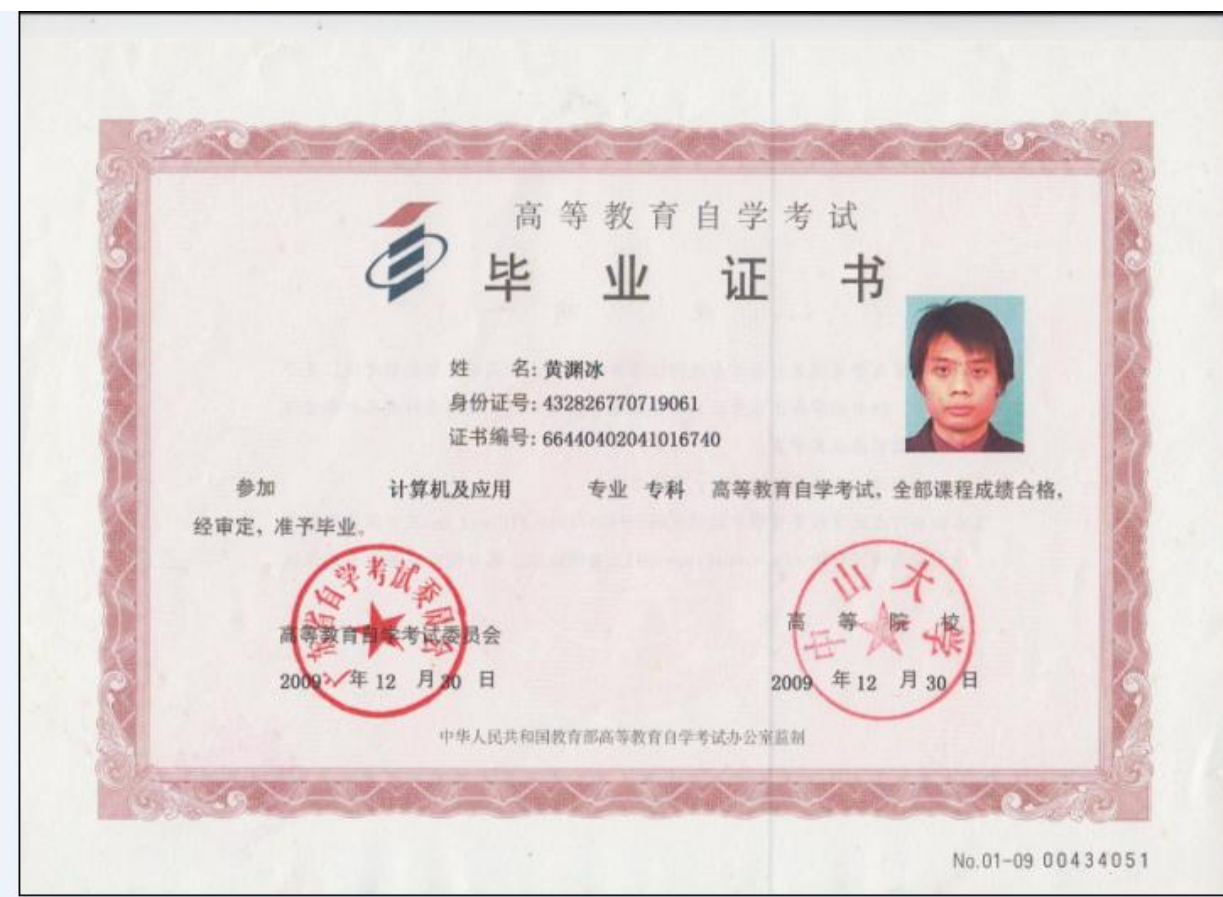 高等教育自学考试
毕业证书
姓 名: 黄渊冰
身份证号: 432826770719061
证书编号: 66440402041016740
参加 计算机及应用 专业 专科 高等教育自学考试, 全部课程成绩合格,
经审定, 准予毕业。
广东省自学考试委员会
高等教育自学考试委员会
2009 年 12 月 30 日
中山大学
高等院校
2009 年 12 月 30 日
中华人民共和国教育部高等教育自学考试办公室监制
No.01-09 00434051